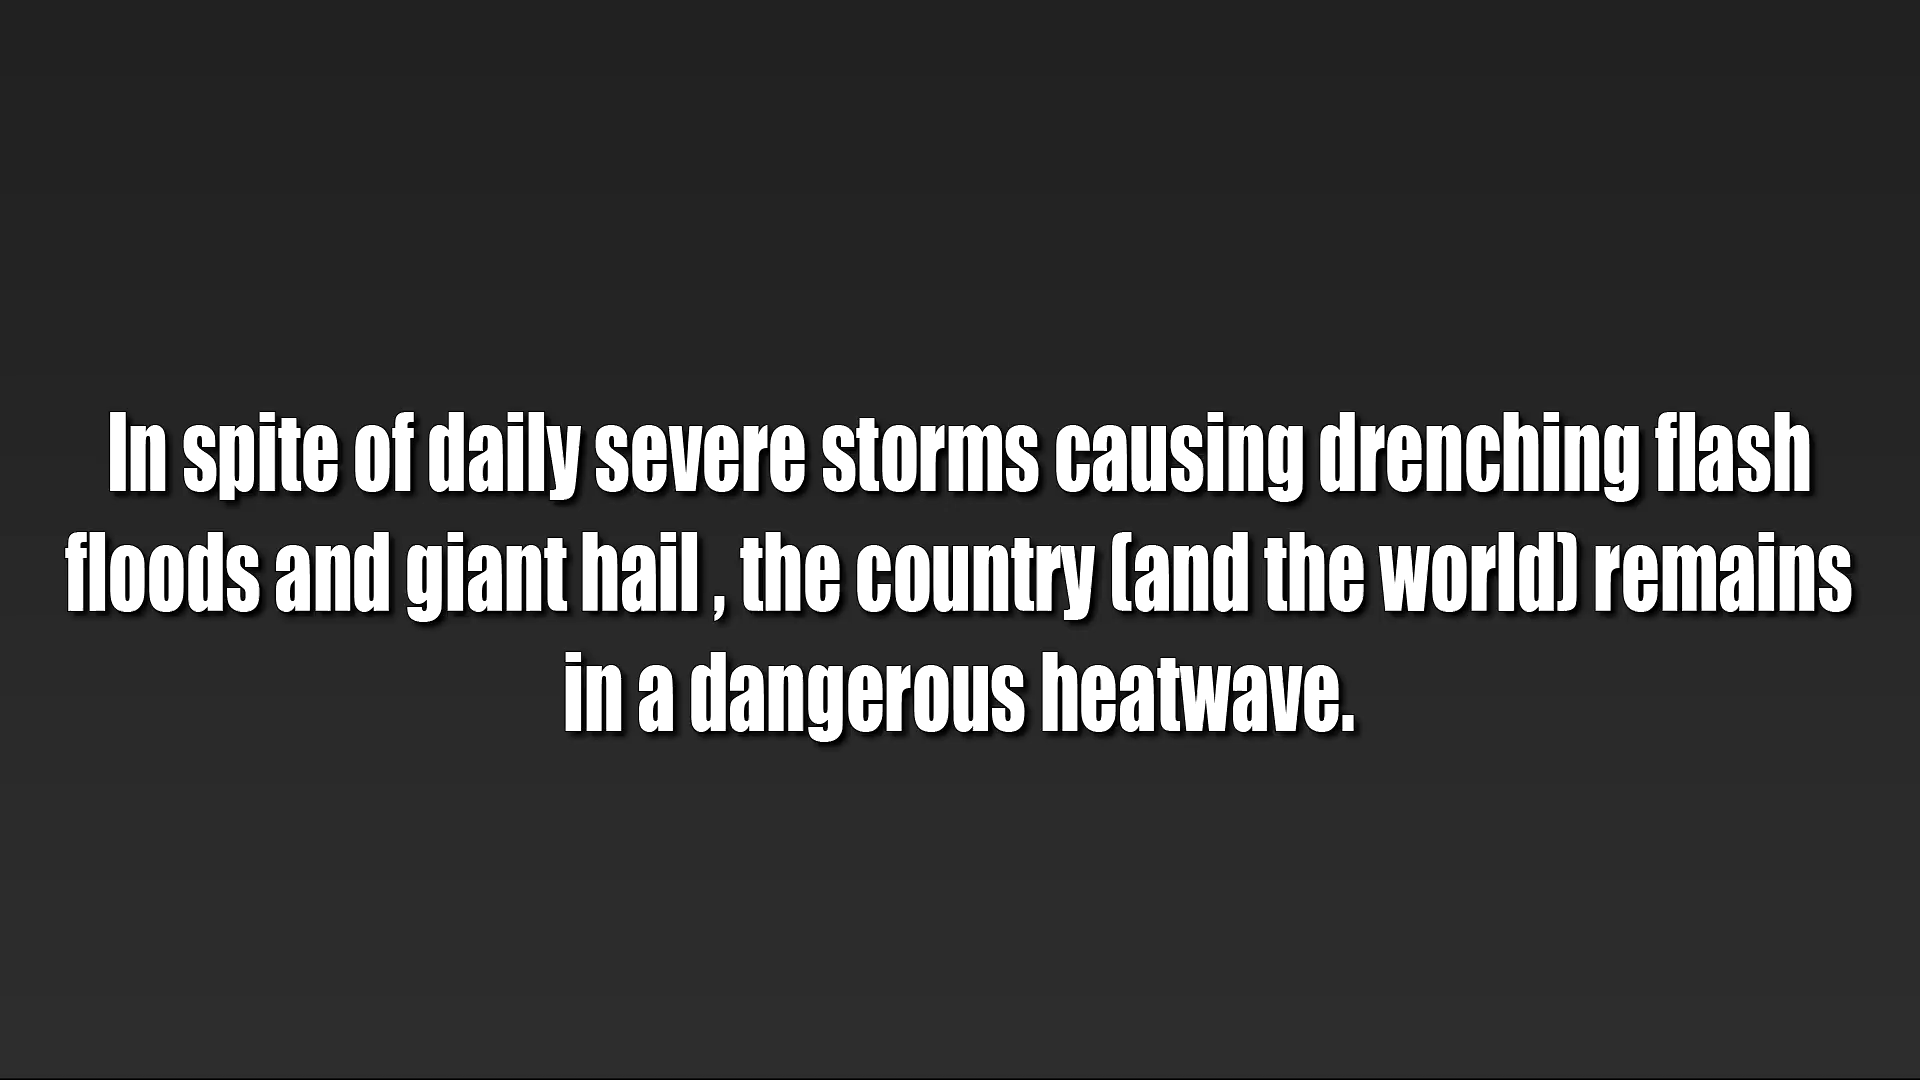 In spite of daily severe storms causing drenching flash
floods and giant hail , the country (and the world) remains
in a dangerous heatwave.